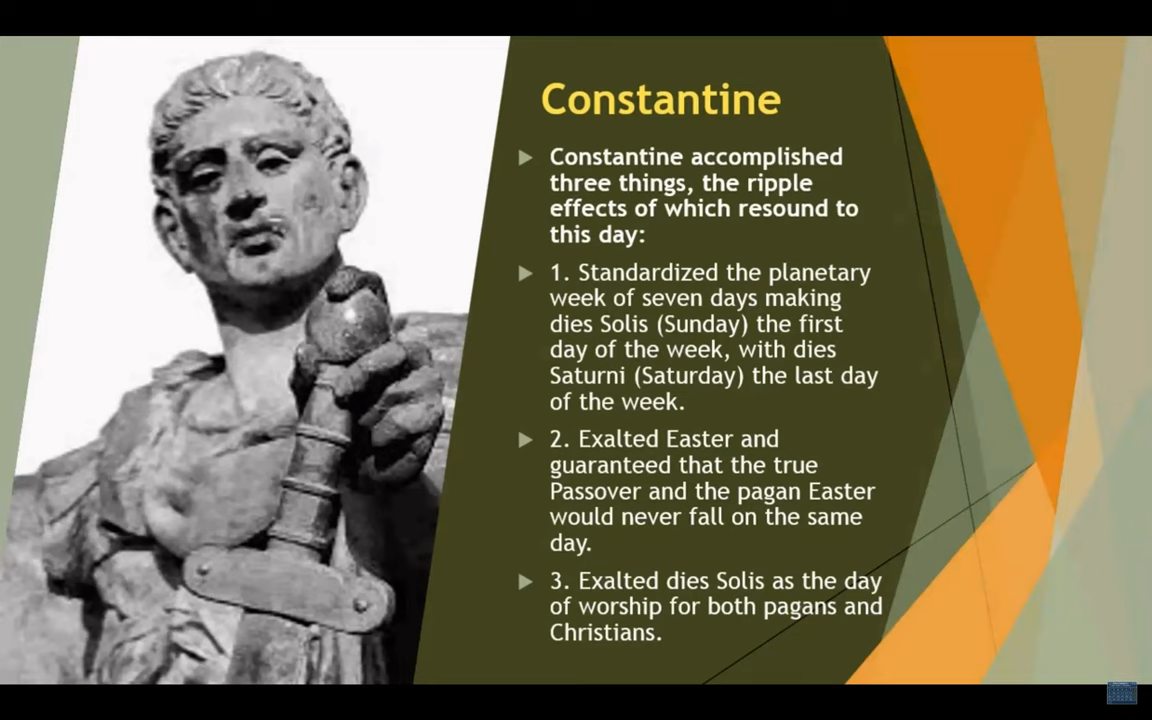 Constantine
Constantine accomplished
three things, the ripple
effects of which resound to
this day:
1. Standardized the planetary
week of seven days making
dies Solis (Sunday) the first
day of the week, with dies
Saturni (Saturday) the last day
of the week.
2. Exalted Easter and
guaranteed that the true
Passover and the pagan Easter
would never fall on the same
day.
3. Exalted dies Solis as the day
of worship for both pagans and
Christians.